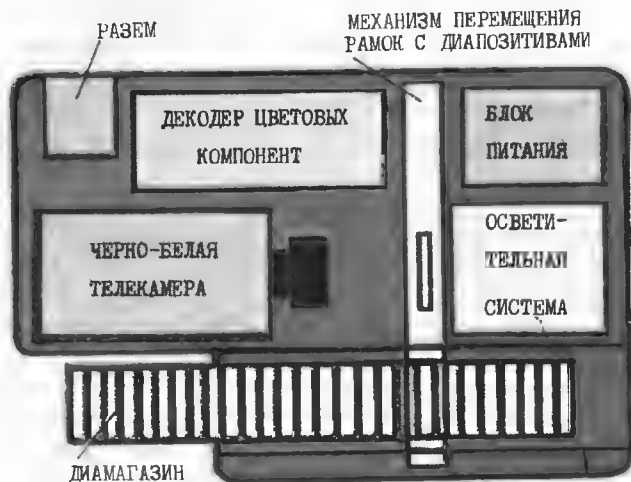 РАЗЕМ
МЕХАНИЗМ ПЕРЕМЕЩЕНИЯ
РАМОК С ДИАПОЗИТИВАМИ
ДЕКОДЕР ЦВЕТОВЫХ
КОМПОНЕНТ
БЛОК
ПИТАНИЯ
ЧЕРНО-БЕЛАЯ
ТЕЛЕКАМЕРА
ОСВЕТИ-
ТЕЛЬНАЯ
СИСТЕМА
ДИАМАГАЗИН